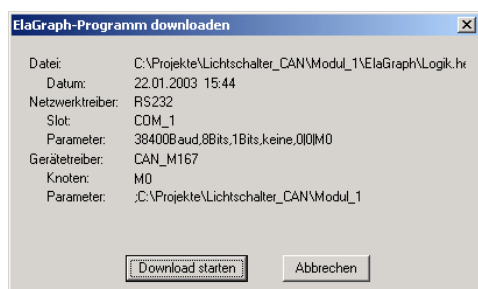 ElaGraph-Programm downloaden
Datei: C:\Projekte\Lichtschalter_CAN\Modul_1\ElaGraph\Logik.he
Datum: 22.01.2003 15:44
Netzwerktreiber: RS232
Slot: COM_1
Parameter: 38400Baud,8Bits,1Bits,keine,0|0|M0
Gerätetreiber: CAN_M167
Knoten: M0
Parameter: ;C:\Projekte\Lichtschalter_CAN\Modul_1
Download starten Abbrechen